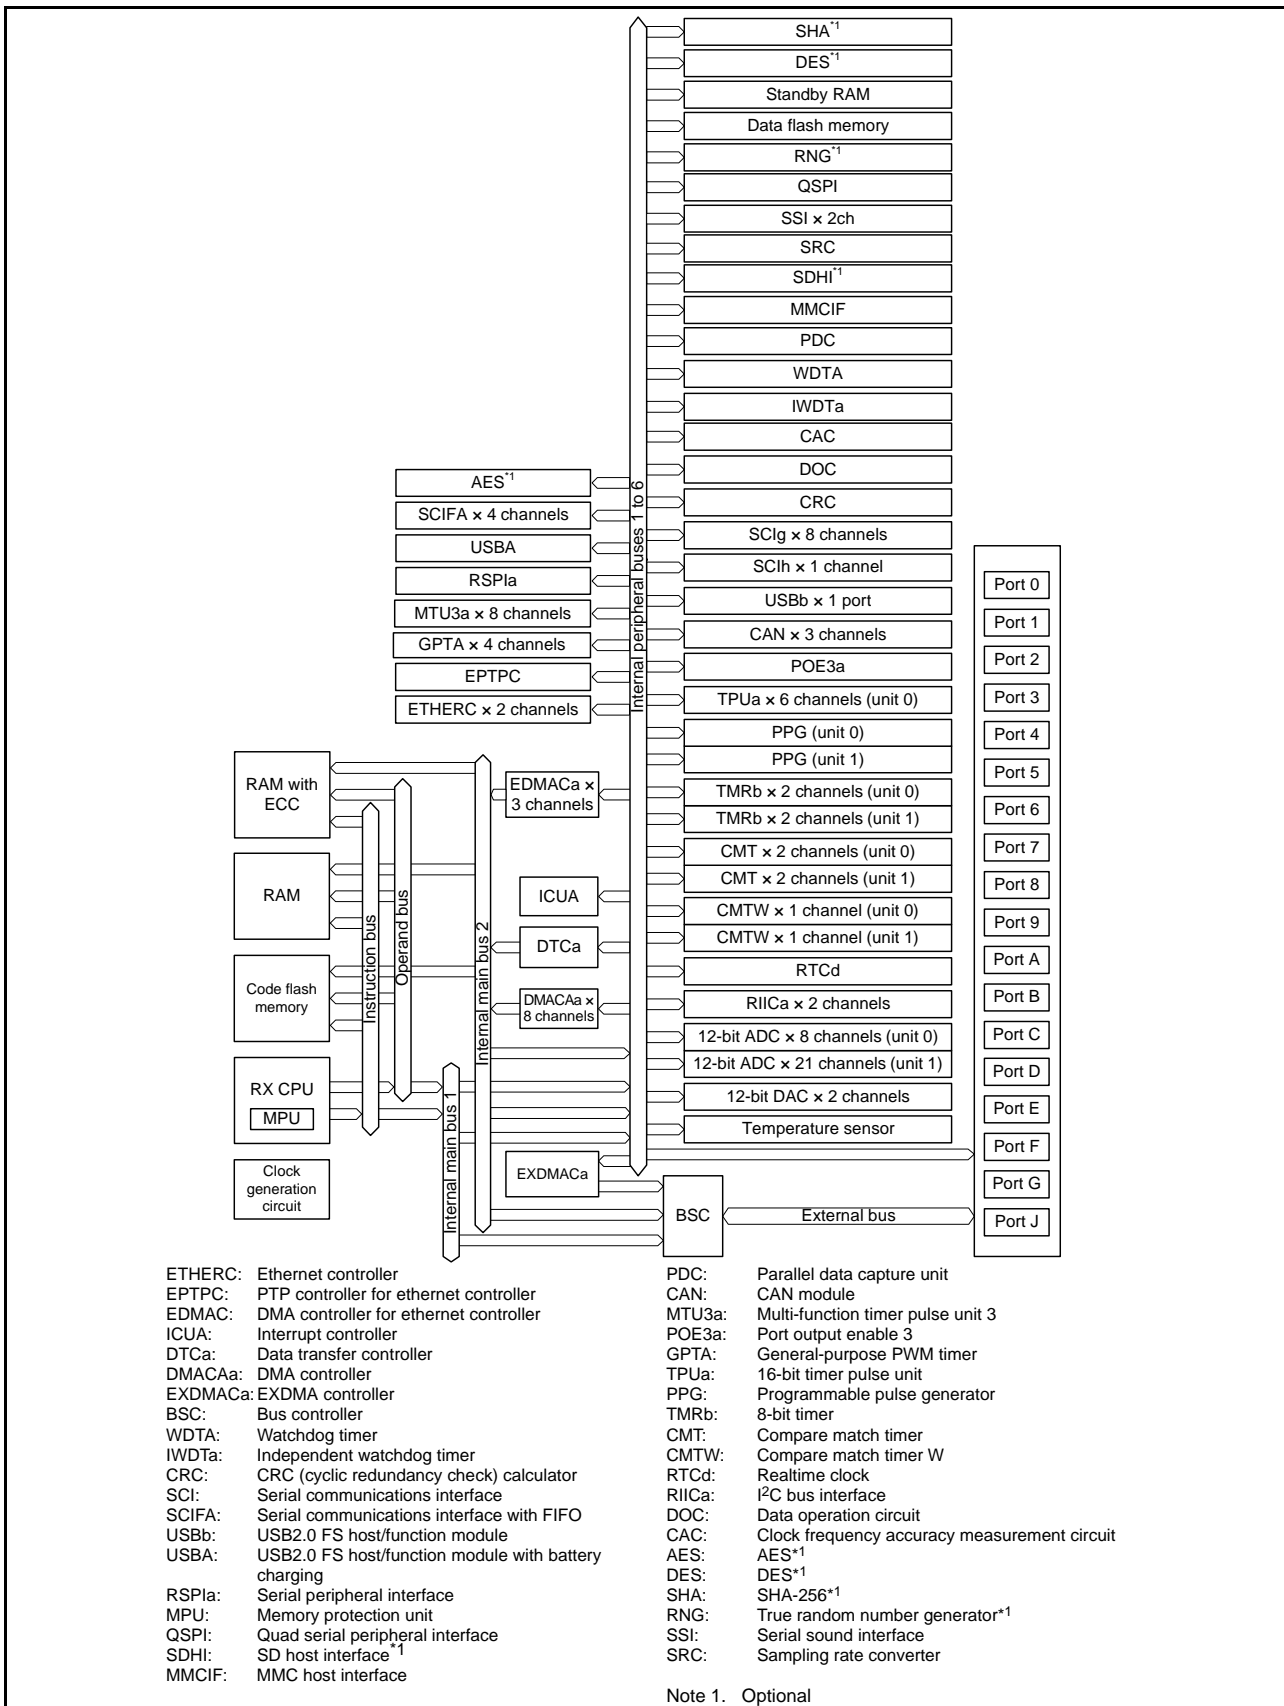 SHA*1
DES*1
Standby RAM
Data flash memory
RNG*1
QSPI
SSI × 2ch
SRC
SDHI*1
MMCIF
PDC
WDTA
IWDTa
CAC
DOC
CRC
SCIg × 8 channels
SCIh × 1 channel
USBb × 1 port
CAN × 3 channels
POE3a
TPUa × 6 channels (unit 0)
PPG (unit 0)
PPG (unit 1)
TMRb × 2 channels (unit 0)
TMRb × 2 channels (unit 1)
CMT × 2 channels (unit 0)
CMT × 2 channels (unit 1)
CMTW × 1 channel (unit 0)
CMTW × 1 channel (unit 1)
RTCd
RIICa × 2 channels
12-bit ADC × 8 channels (unit 0)
12-bit ADC × 21 channels (unit 1)
12-bit DAC × 2 channels
Temperature sensor
Internal peripheral buses 1 to 6
AES*1
SCIFA × 4 channels
USBA
RSPIa
MTU3a × 8 channels
GPTA × 4 channels
EPTPC
ETHERC × 2 channels
Port 0
Port 1
Port 2
Port 3
Port 4
Port 5
Port 6
Port 7
Port 8
Port 9
Port A
Port B
Port C
Port D
Port E
Port F
Port G
Port J
RAM with
ECC
RAM
Code flash
memory
RX CPU
MPU
Clock
generation
circuit
Instruction bus
Operand bus
Internal main bus 1
Internal main bus 2
EDMACa ×
3 channels
ICUA
DTCa
DMACAa ×
8 channels
EXDMACa
BSC
External bus
ETHERC: Ethernet controller
EPTPC: PTP controller for ethernet controller
EDMAC: DMA controller for ethernet controller
ICUA: Interrupt controller
DTCa: Data transfer controller
DMACAa: DMA controller
EXDMACa: EXDMA controller
BSC: Bus controller
WDTA: Watchdog timer
IWDTa: Independent watchdog timer
CRC: CRC (cyclic redundancy check) calculator
SCI: Serial communications interface
SCIFA: Serial communications interface with FIFO
USBb: USB2.0 FS host/function module
USBA: USB2.0 FS host/function module with battery
charging
RSPIa: Serial peripheral interface
MPU: Memory protection unit
QSPI: Quad serial peripheral interface
SDHI: SD host interface*1
MMCIF: MMC host interface
PDC: Parallel data capture unit
CAN: CAN module
MTU3a: Multi-function timer pulse unit 3
POE3a: Port output enable 3
GPTA: General-purpose PWM timer
TPUa: 16-bit timer pulse unit
PPG: Programmable pulse generator
TMRb: 8-bit timer
CMT: Compare match timer
CMTW: Compare match timer W
RTCd: Realtime clock
RIICa: I2C bus interface
DOC: Data operation circuit
CAC: Clock frequency accuracy measurement circuit
AES: AES*1
DES: DES*1
SHA: SHA-256*1
RNG: True random number generator*1
SSI: Serial sound interface
SRC: Sampling rate converter
Note 1. Optional